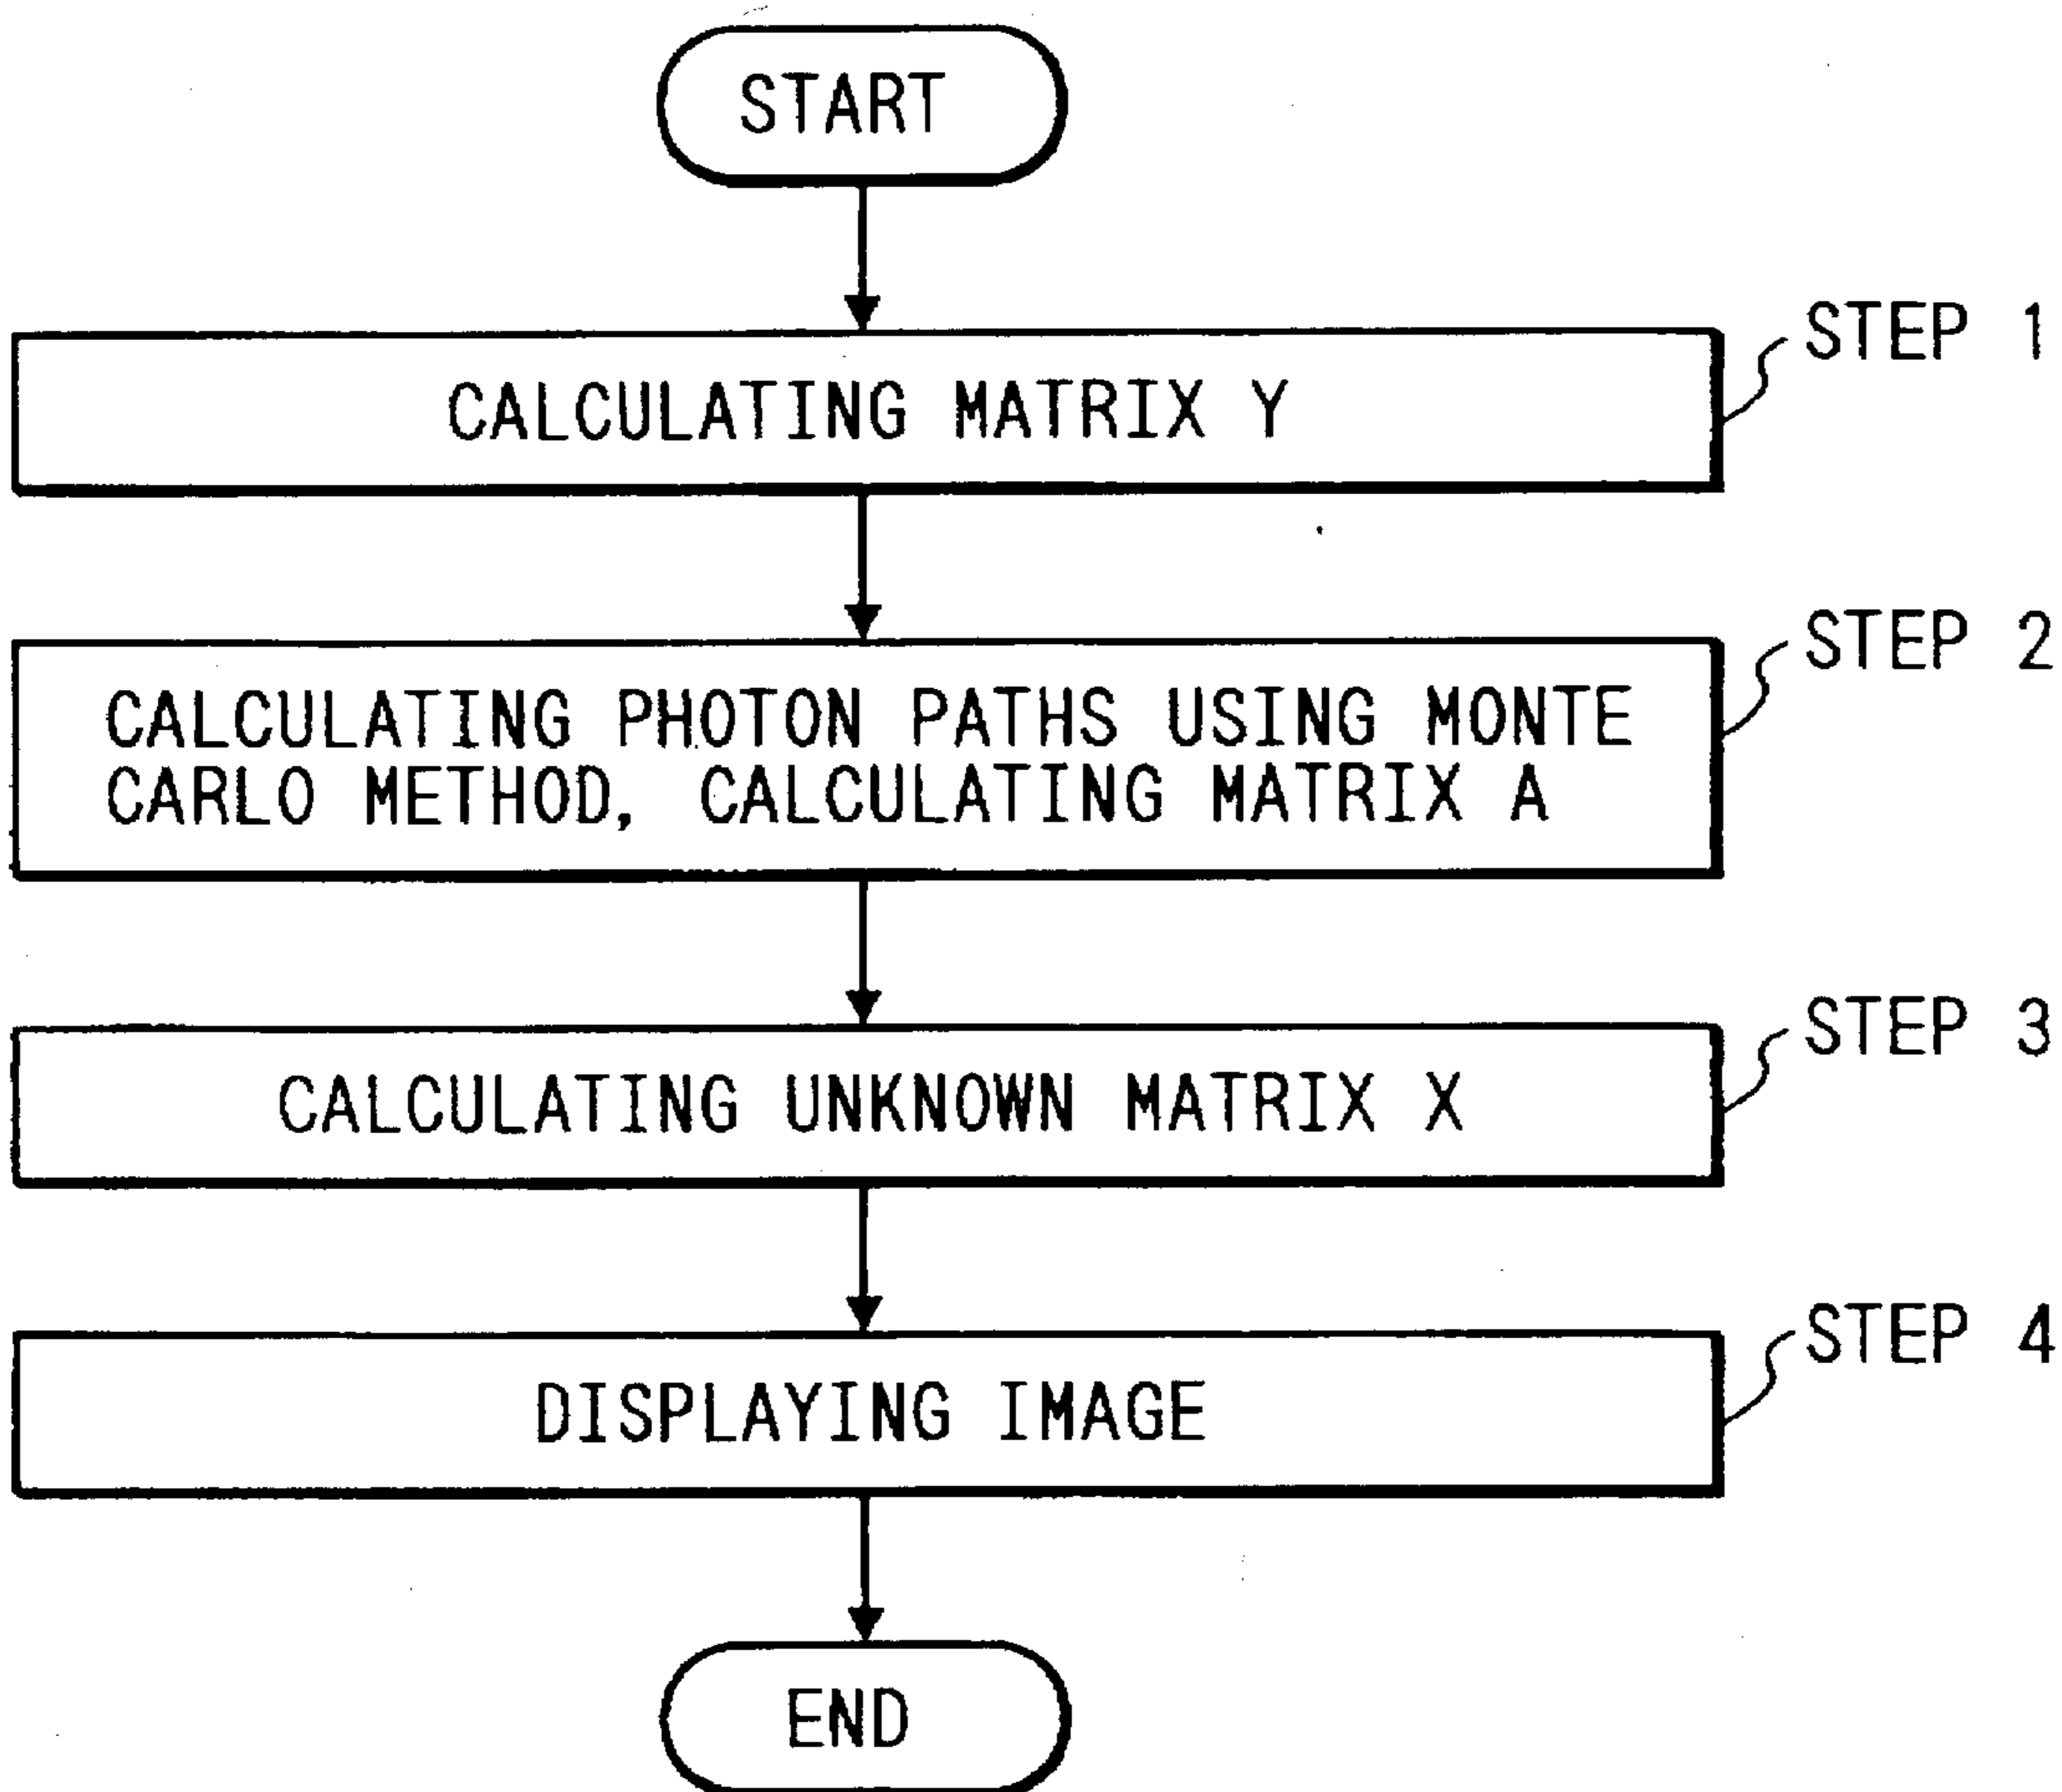 START
STEP 1
CALCULATING MATRIX Y
STEP 2
CALCULATING PHOTON PATHS USING MONTE
CARLO METHOD, CALCULATING MATRIX A
STEP 3
CALCULATING UNKNOWN MATRIX X
STEP 4
DISPLAYING IMAGE
END